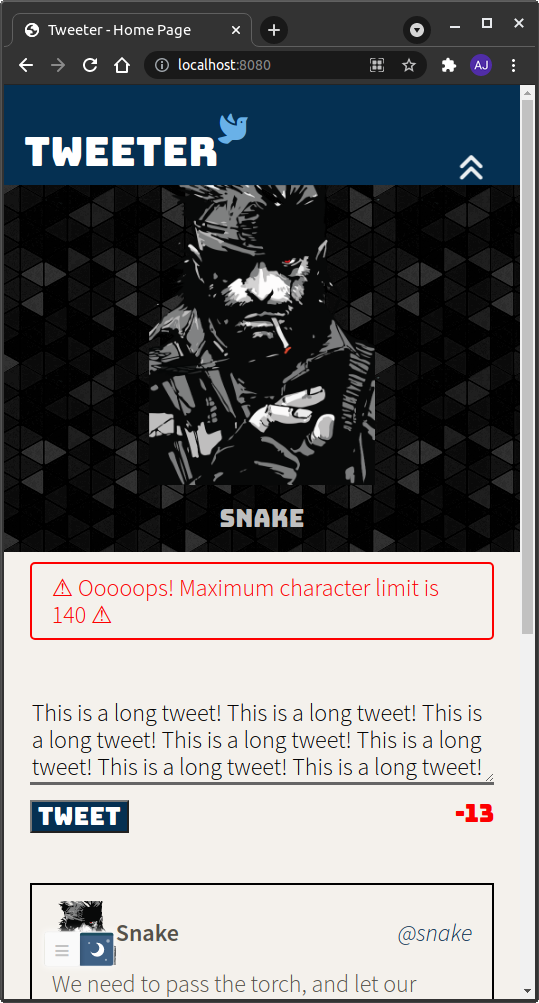 Tweeter - Home Page
localhost:8080
AJ
TWEETER
SNAKE
⚠ Ooooops! Maximum character limit is
140 ⚠
This is a long tweet! This is a long tweet! This is
a long tweet! This is a long tweet! This is a long
tweet! This is a long tweet! This is a long tweet!
TWEET -13
Snake @snake
We need to pass the torch, and let our